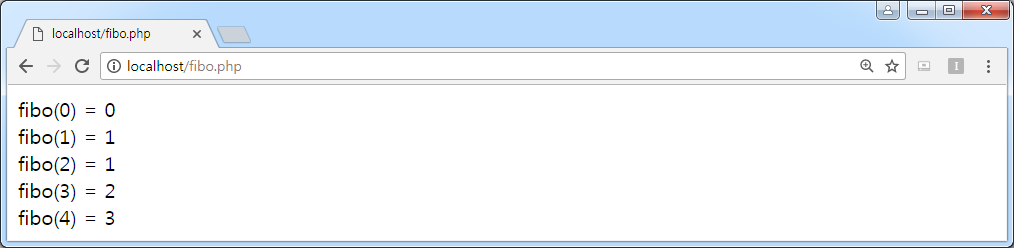 localhost/fibo.php
localhost/fibo.php
I
fibo(0) = 0
fibo(1) = 1
fibo(2) = 1
fibo(3) = 2
fibo(4) = 3